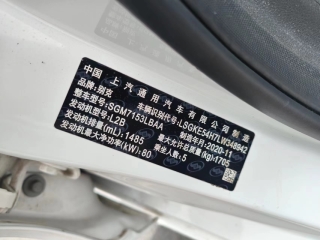 中国 上汽通用汽车有限公司制造
品牌:别克 车辆识别代号:LSGKE54H7LW348942
整车型号:SGM7153LBAA 制造年月:2020-11
发动机型号:L2B 最大允许总质量(kg):1705
发动机排量(mL):1485 乘坐人数:5
发动机最大净功率(kW):80